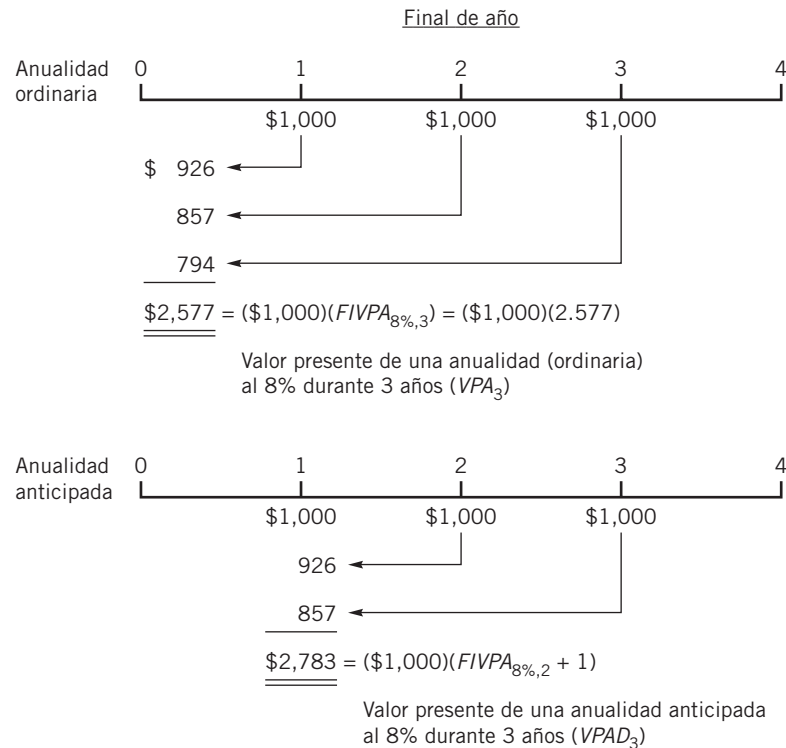 Final de año
Anualidad ordinaria
0 1 2 3 4
$1,000 $1,000 $1,000
$ 926
857
794
$2,577 = ($1,000)(FIVPA8%,3) = ($1,000)(2.577)
Valor presente de una anualidad (ordinaria)
al 8% durante 3 años (VPA3)
Anualidad anticipada
0 1 2 3 4
$1,000 $1,000 $1,000
926
857
$2,783 = ($1,000)(FIVPA8%,2 + 1)
Valor presente de una anualidad anticipada
al 8% durante 3 años (VPAD3)